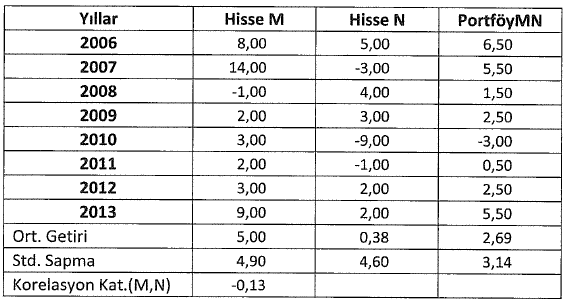 Yıllar Hisse M Hisse N PortföyMN
2006 8,00 5,00 6,50
2007 14,00 -3,00 5,50
2008 -1,00 4,00 1,50
2009 2,00 3,00 2,50
2010 3,00 -9,00 -3,00
2011 2,00 -1,00 0,50
2012 3,00 2,00 2,50
2013 9,00 2,00 5,50
Ort. Getiri 5,00 0,38 2,69
Std. Sapma 4,90 4,60 3,14
Korelasyon Kat.(M,N) -0,13